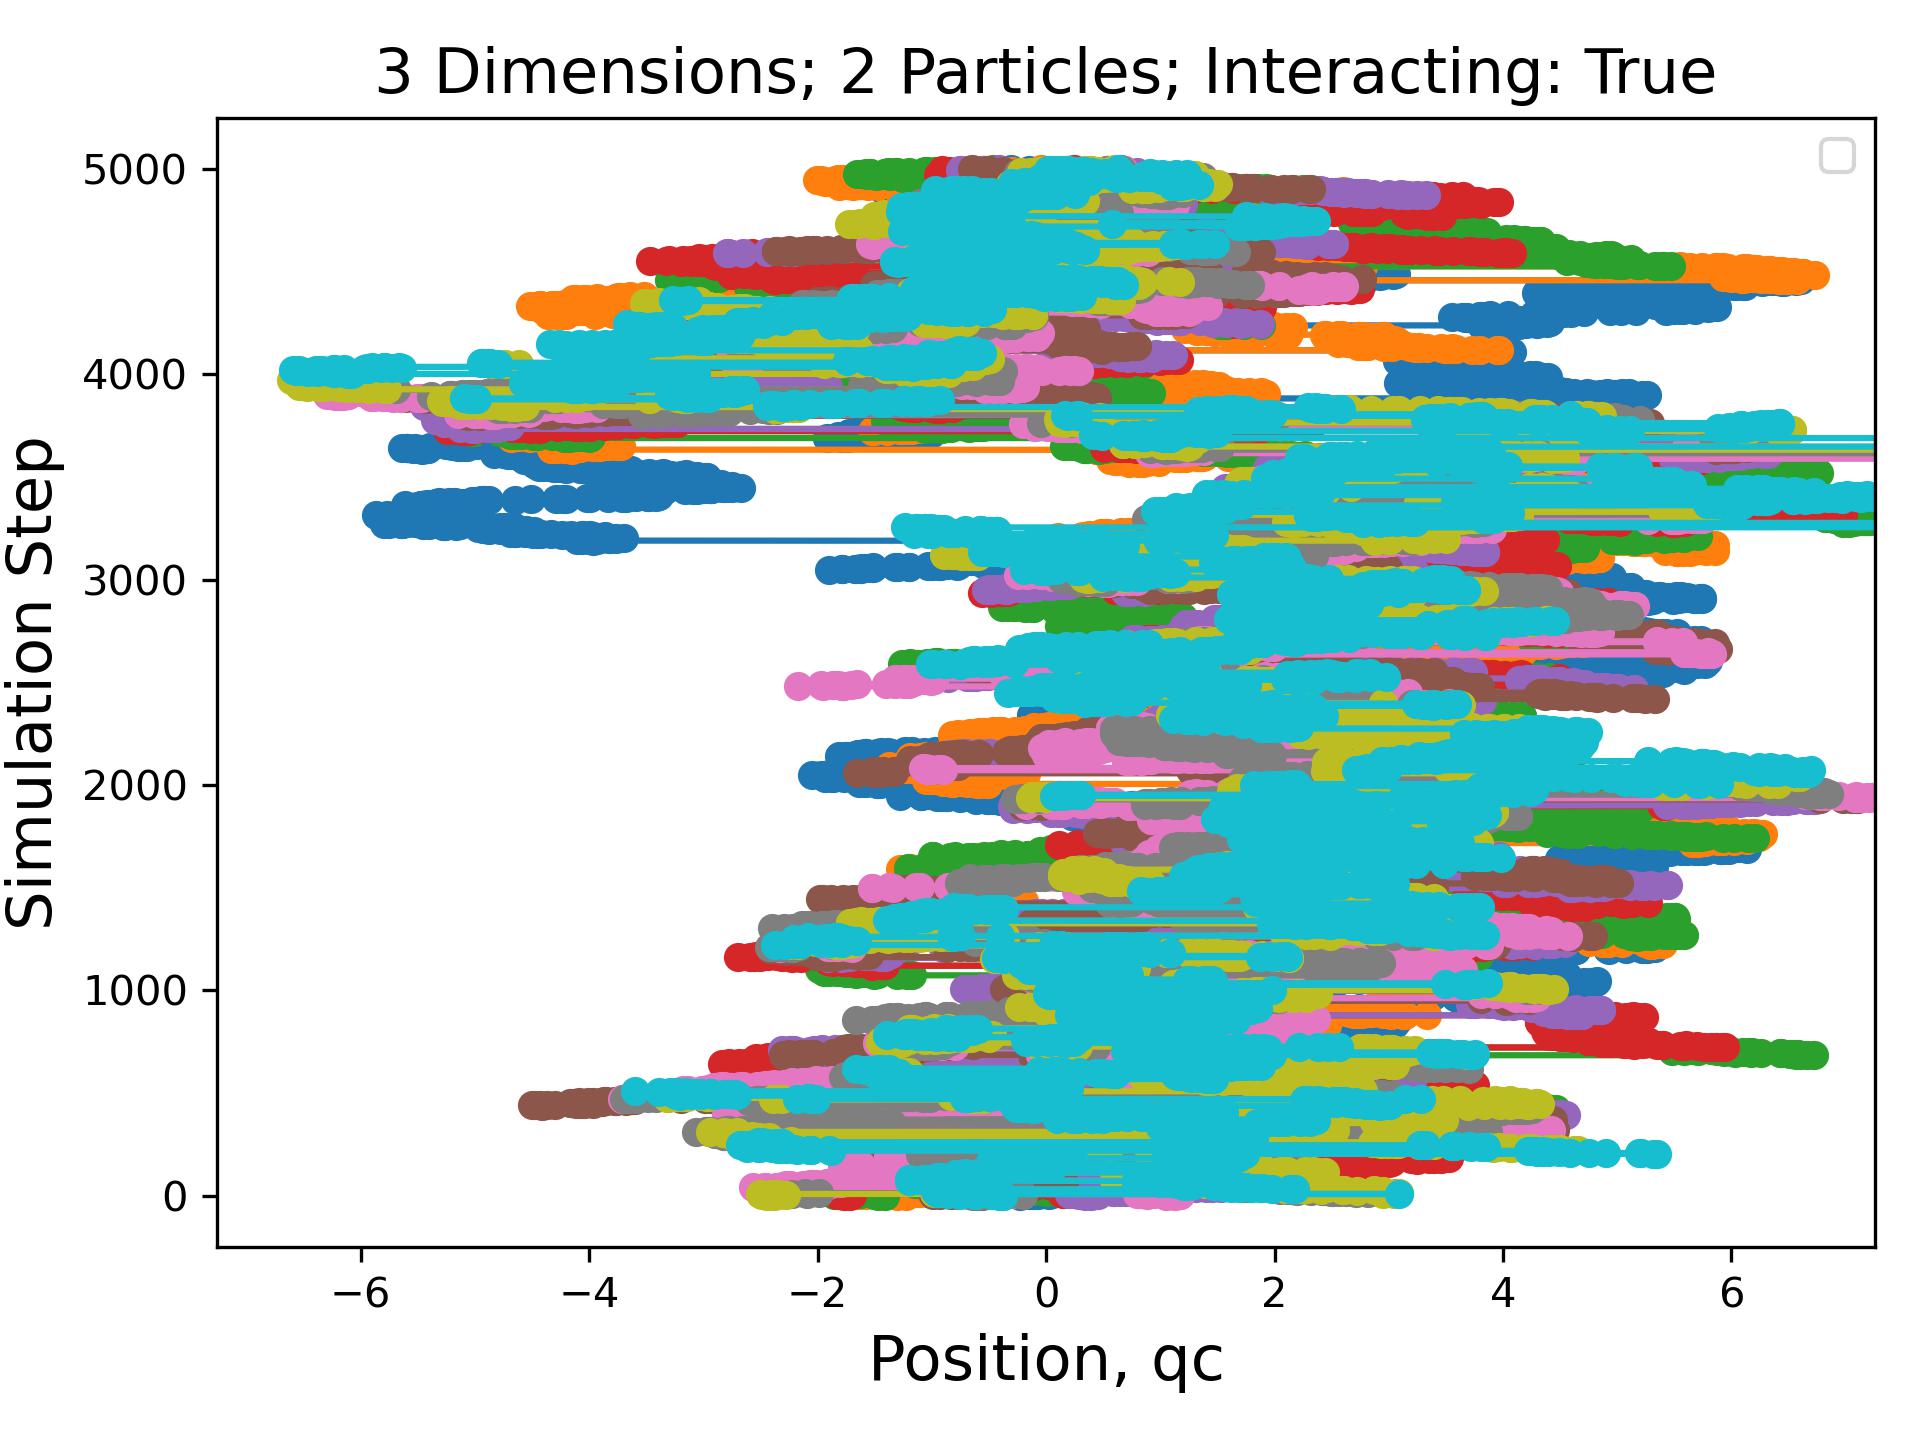 3 Dimensions; 2 Particles; Interacting: True
Simulation Step
5000
4000
3000
2000
1000
0
−6 −4 −2 0 2 4 6
Position, qc